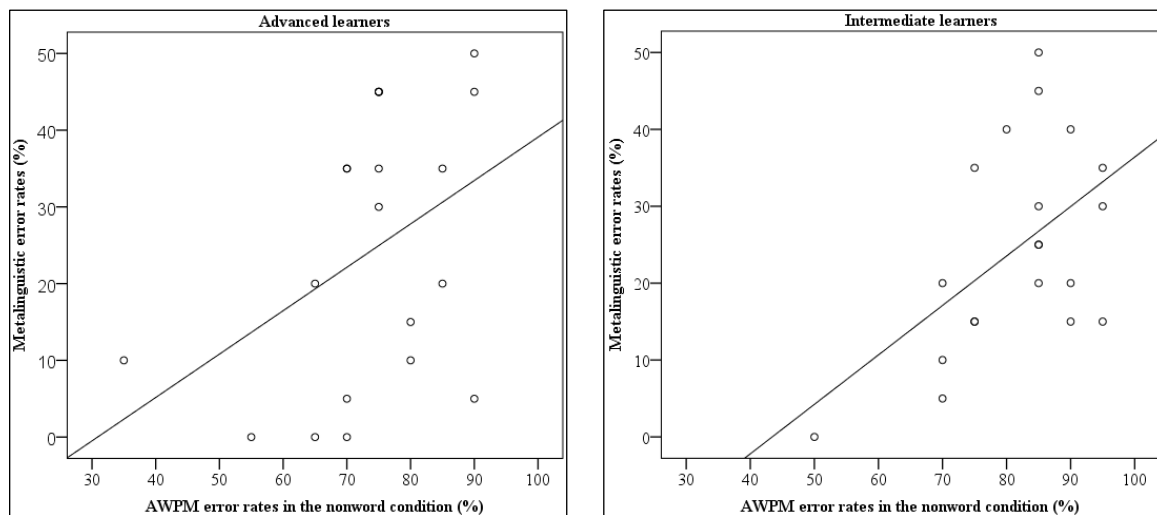 Advanced learners
Metalinguistic error rates (%)
50
40
30
20
10
0
30 40 50 60 70 80 90 100
AWPM error rates in the nonword condition (%)
Intermediate learners
Metalinguistic error rates (%)
50
40
30
20
10
0
30 40 50 60 70 80 90 100
AWPM error rates in the nonword condition (%)